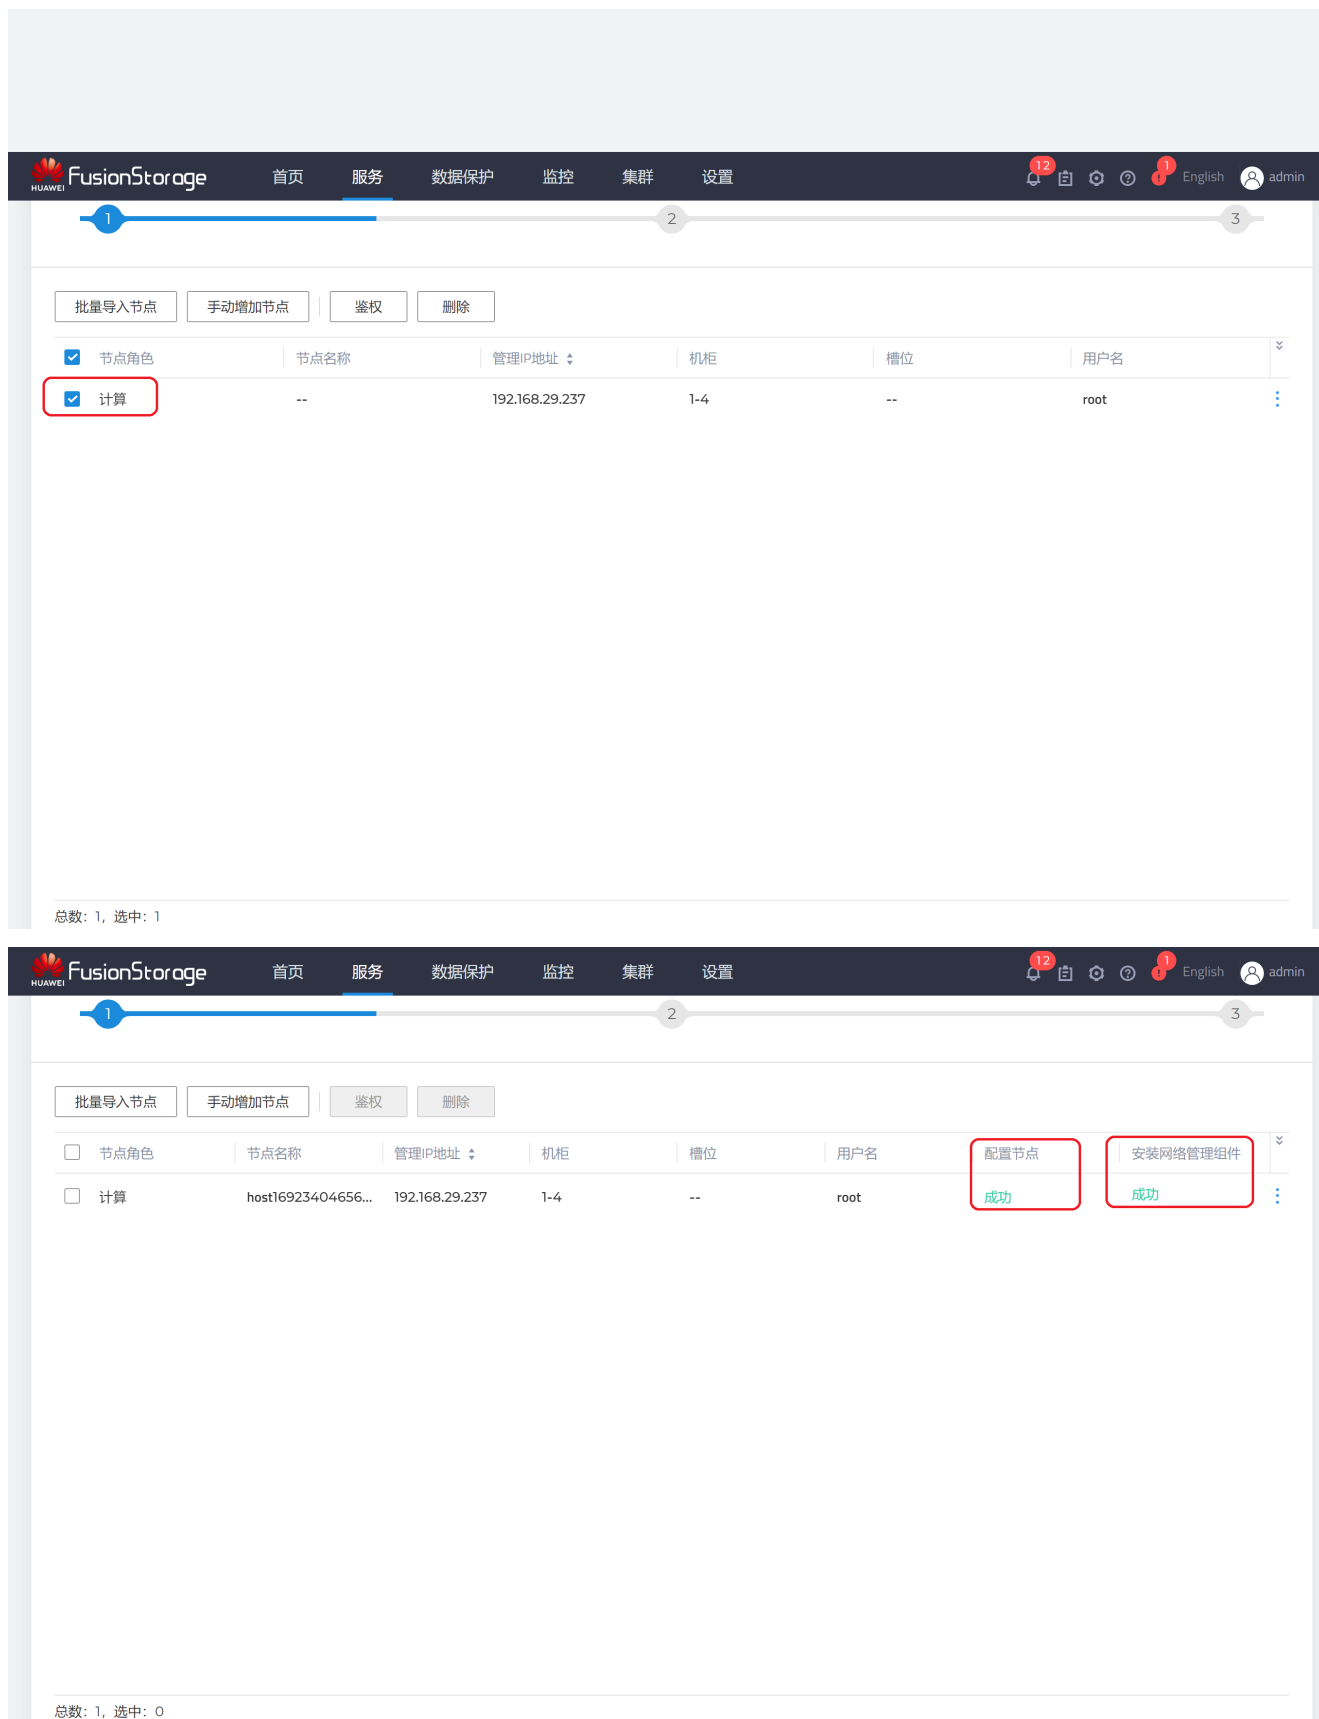 HUAWEI FusionStorage 首页 服务 数据保护 监控 集群 设置 12 1 English admin
1 2 3
批量导入节点 手动增加节点 鉴权 删除
节点角色 节点名称 管理IP地址 机柜 槽位 用户名
计算 -- 192.168.29.237 1-4 -- root
总数: 1, 选中: 1
HUAWEI FusionStorage 首页 服务 数据保护 监控 集群 设置 12 1 English admin
1 2 3
批量导入节点 手动增加节点 鉴权 删除
节点角色 节点名称 管理IP地址 机柜 槽位 用户名 配置节点 安装网络管理组件
计算 host16923404656... 192.168.29.237 1-4 -- root 成功 成功
总数: 1, 选中: 0